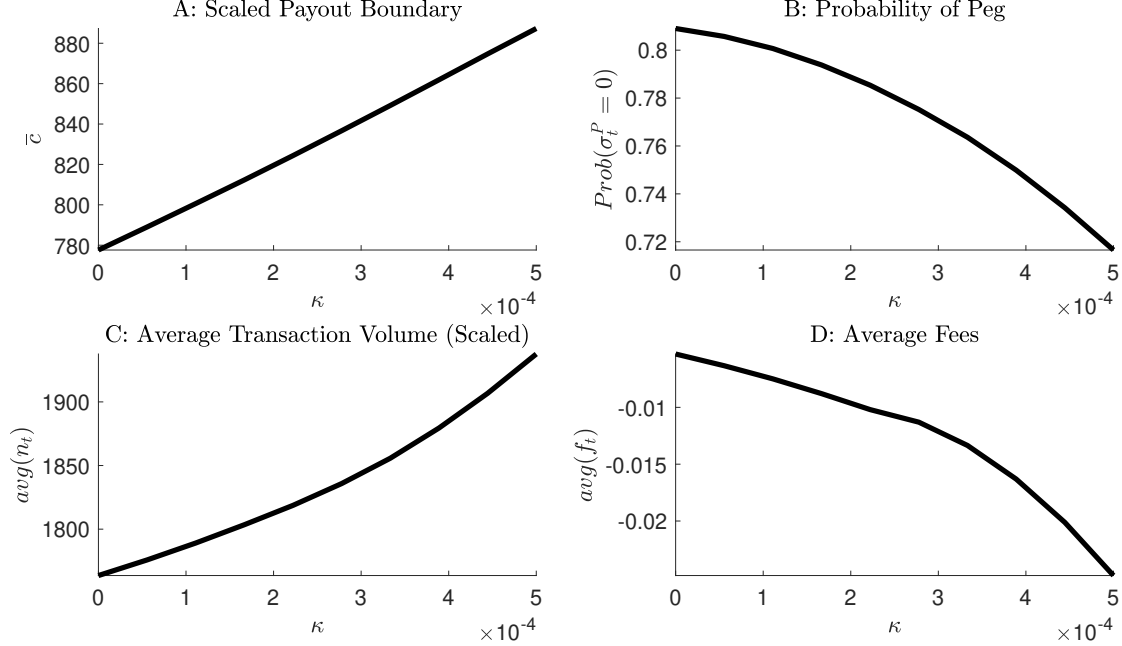 A: Scaled Payout Boundary
880
860
840
820
800
780
c̄
0 1 2 3 4 5
κ
×10⁻⁴
B: Probability of Peg
0.8
0.78
0.76
0.74
0.72
Prob(σₜᴾ = 0)
0 1 2 3 4 5
κ
×10⁻⁴
C: Average Transaction Volume (Scaled)
1900
1850
1800
avg(nₜ)
0 1 2 3 4 5
κ
×10⁻⁴
D: Average Fees
-0.01
-0.015
-0.02
avg(fₜ)
0 1 2 3 4 5
κ
×10⁻⁴